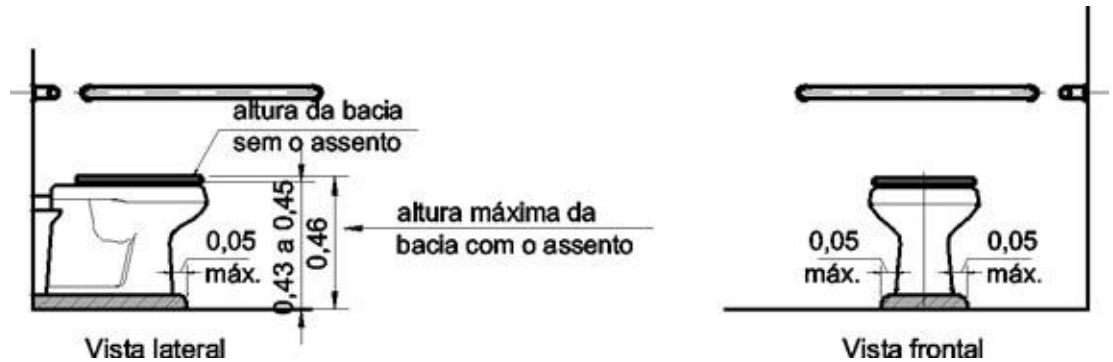 altura da bacia
sem o assento
0,05
máx.
0,43 a 0,45
0,46
altura máxima da
bacia com o assento
Vista lateral
0,05
máx.
0,05
máx.
Vista frontal